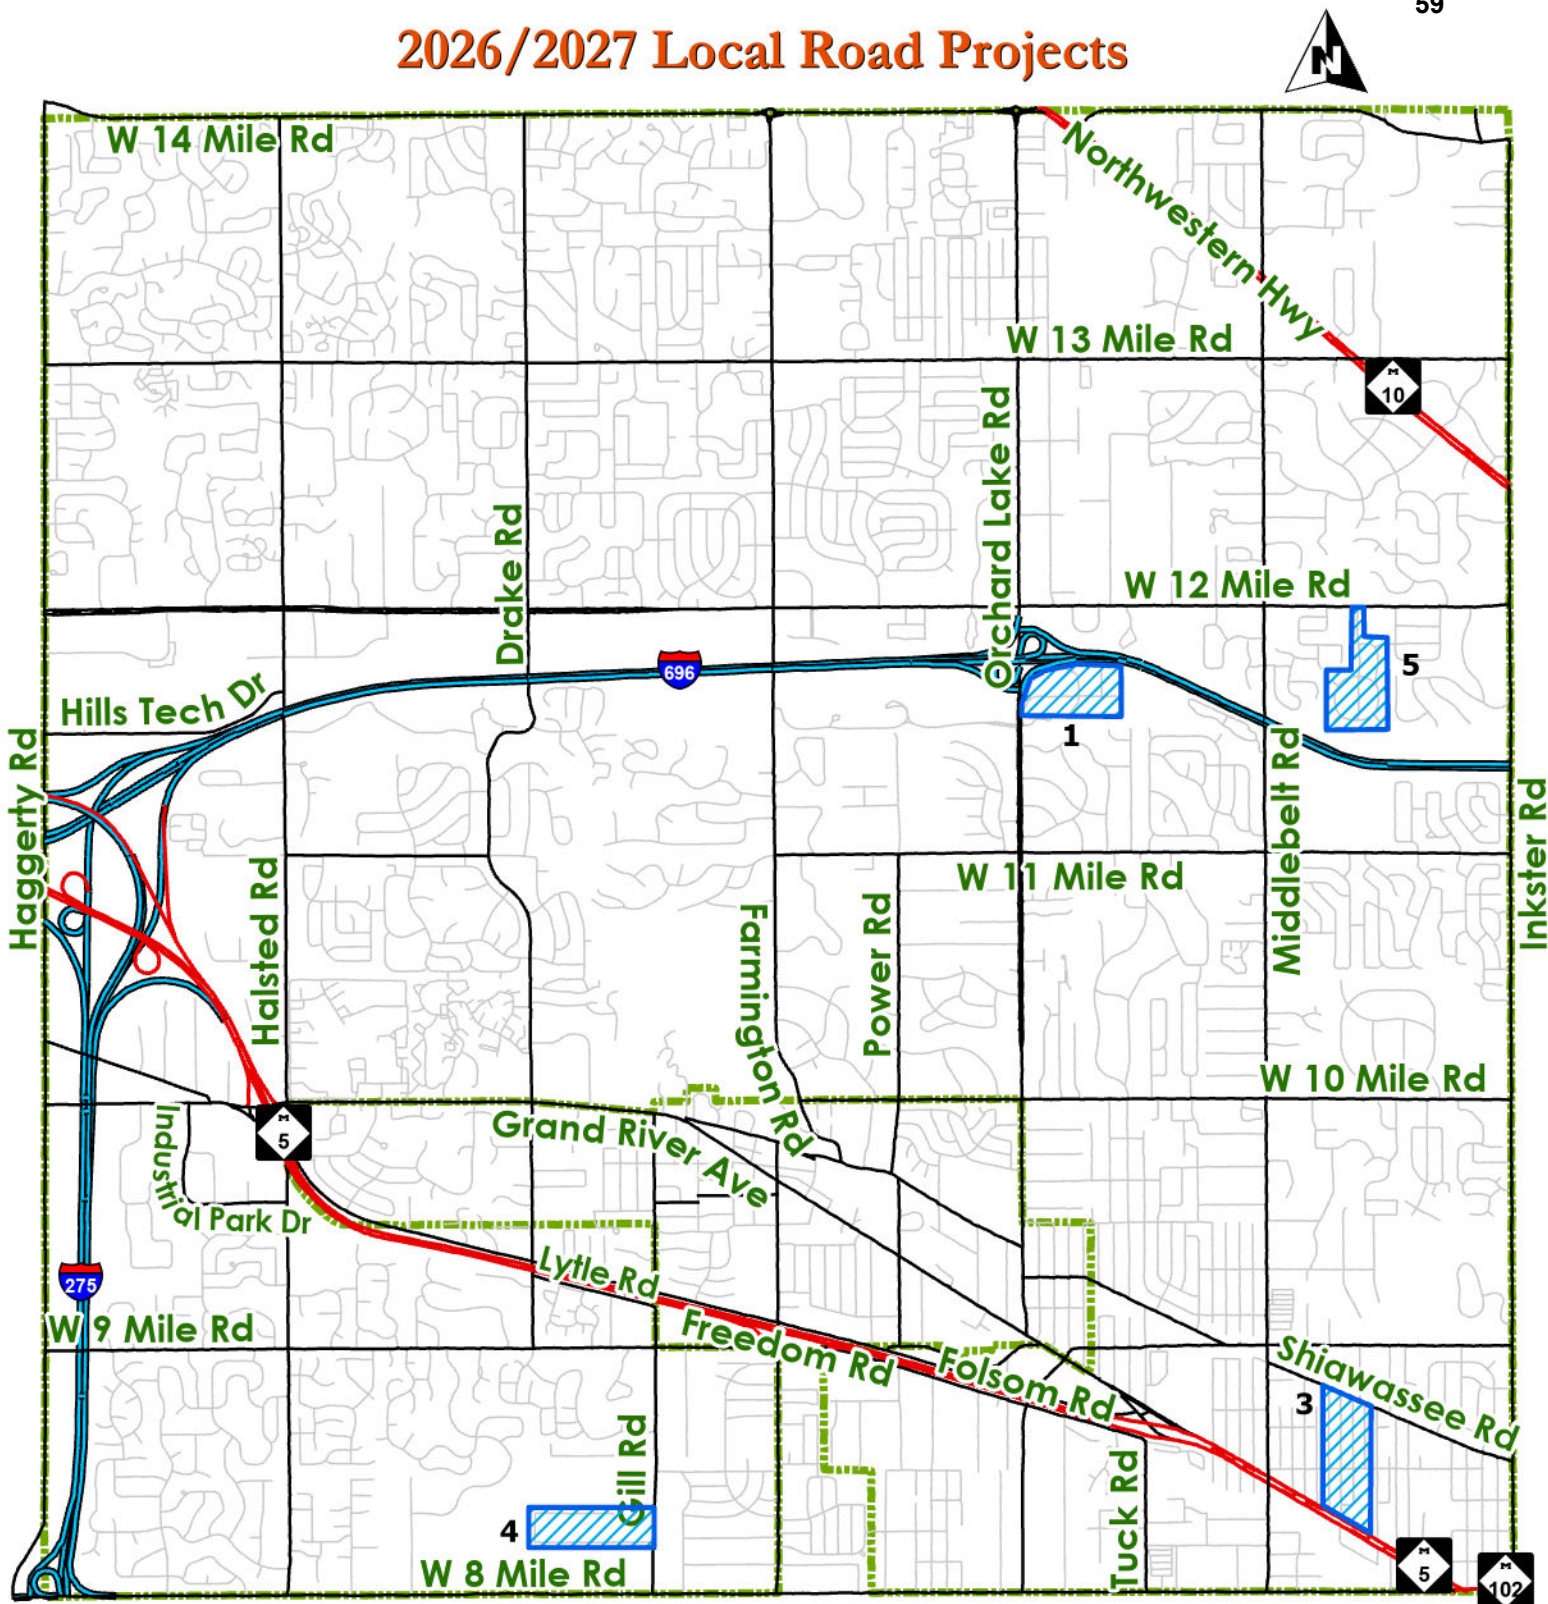 59
2026/2027 Local Road Projects
N
W 14 Mile Rd
Northwestern Hwy
W 13 Mile Rd
M
10
Orchard Lake Rd
Drake Rd
W 12 Mile Rd
696
5
Hills Tech Dr
1
Haggerty Rd
Middlebelt Rd
Inkster Rd
Halsted Rd
W 11 Mile Rd
Farmington Rd
Power Rd
W 10 Mile Rd
M
5
Grand River Ave
Industrial Park Dr
Lytle Rd
275
W 9 Mile Rd
Freedom Rd
Folsom Rd
Shiawassee Rd
3
Gill Rd
Tuck Rd
4
W 8 Mile Rd
M
5
M
102